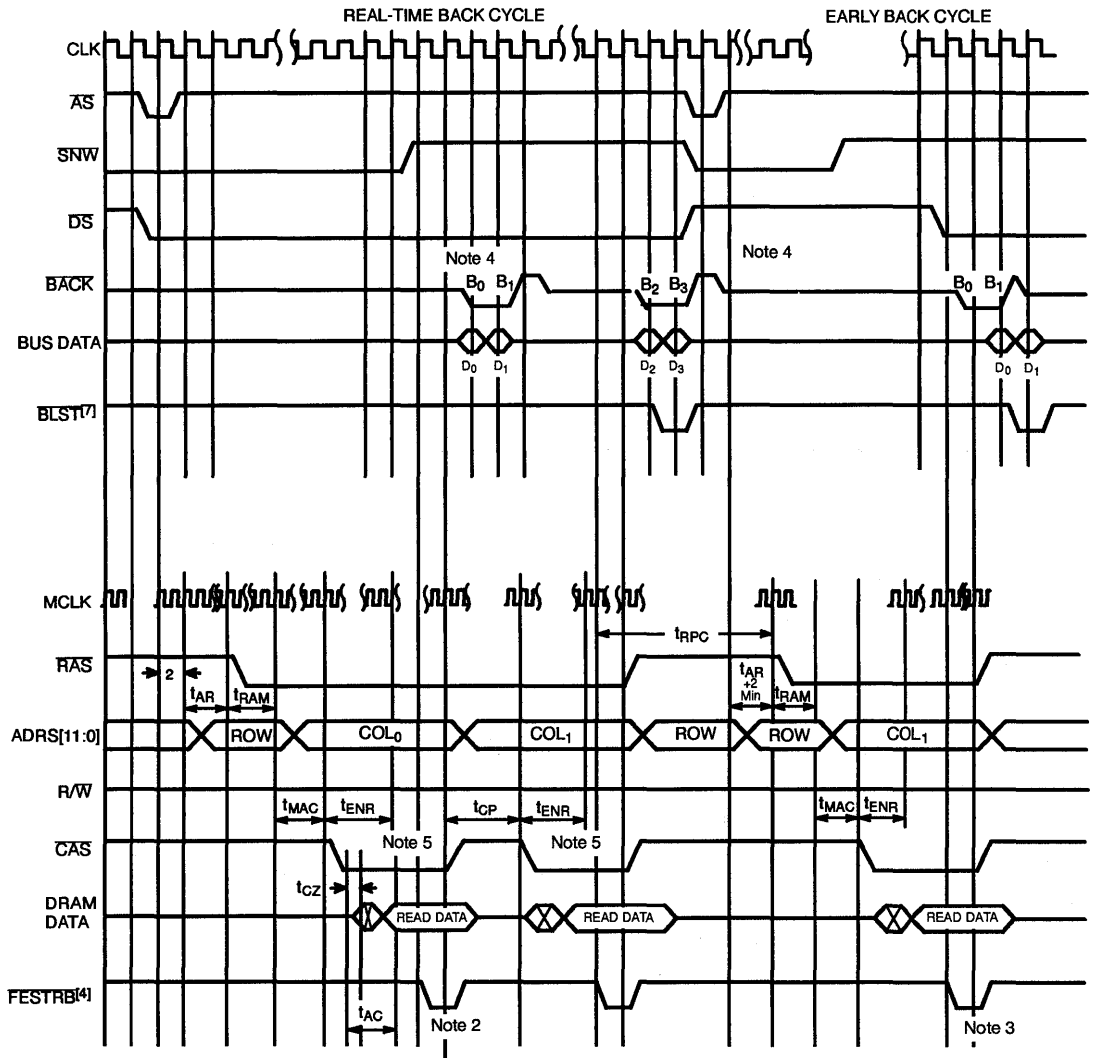 REAL-TIME BACK CYCLE
EARLY BACK CYCLE
CLK
AS
SNW
DS
Note 4
Note 4
BACK
B0 B1 B2 B3 B0 B1
BUS DATA
D0 D1 D2 D3 D0 D1
BLST[7]
MCLK
tRPC
RAS
2
tAR
+2
Min
tAR tRAM tRAM
ADRS[11:0]
ROW COL0 COL1 ROW ROW COL1
R/W
tMAC tENR tCP tENR tMAC tENR
CAS
Note 5 Note 5
tCZ
DRAM
DATA
READ DATA READ DATA READ DATA
FESTRB[4]
tAC
Note 2
Note 3